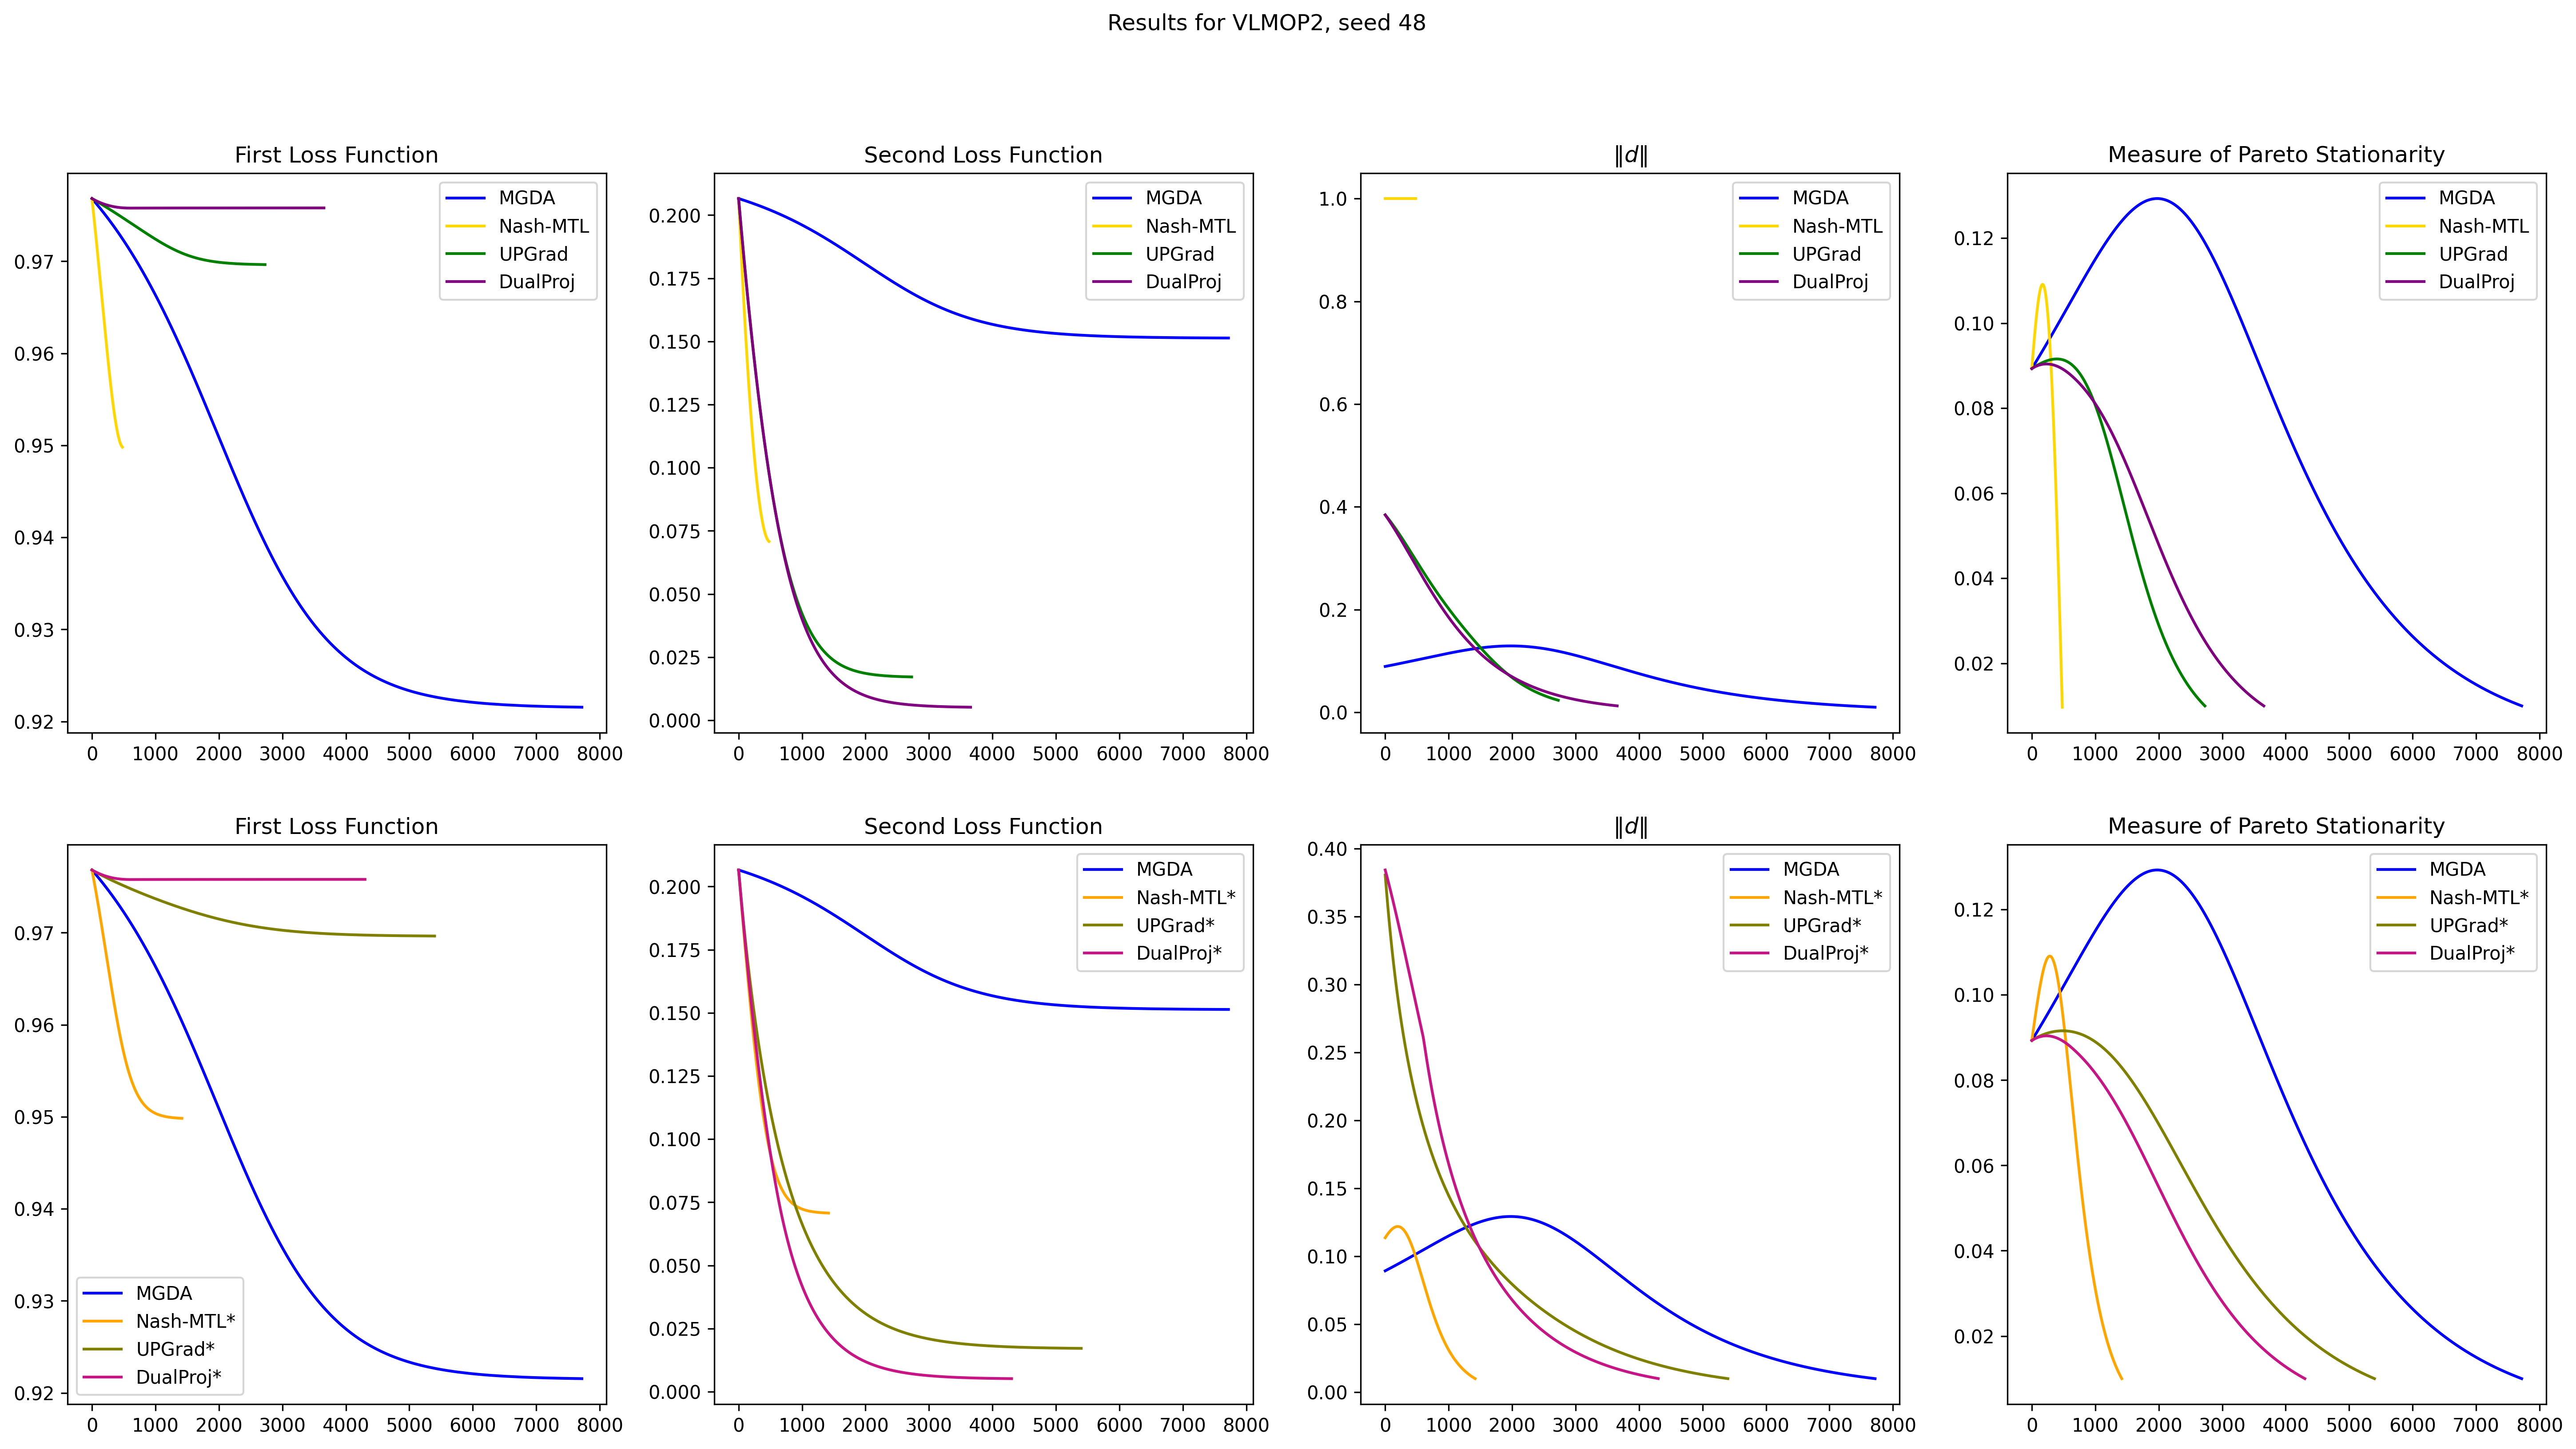 Results for VLMOP2, seed 48
First Loss Function
0.97
0.96
0.95
0.94
0.93
0.92
0 1000 2000 3000 4000 5000 6000 7000 8000
MGDA
Nash-MTL
UPGrad
DualProj
Second Loss Function
0.200
0.175
0.150
0.125
0.100
0.075
0.050
0.025
0.000
0 1000 2000 3000 4000 5000 6000 7000 8000
MGDA
Nash-MTL
UPGrad
DualProj
‖d‖
1.0
0.8
0.6
0.4
0.2
0.0
0 1000 2000 3000 4000 5000 6000 7000 8000
MGDA
Nash-MTL
UPGrad
DualProj
Measure of Pareto Stationarity
0.12
0.10
0.08
0.06
0.04
0.02
0 1000 2000 3000 4000 5000 6000 7000 8000
MGDA
Nash-MTL
UPGrad
DualProj
First Loss Function
0.97
0.96
0.95
0.94
0.93
0.92
0 1000 2000 3000 4000 5000 6000 7000 8000
MGDA
Nash-MTL*
UPGrad*
DualProj*
Second Loss Function
0.200
0.175
0.150
0.125
0.100
0.075
0.050
0.025
0.000
0 1000 2000 3000 4000 5000 6000 7000 8000
MGDA
Nash-MTL*
UPGrad*
DualProj*
‖d‖
0.40
0.35
0.30
0.25
0.20
0.15
0.10
0.05
0.00
0 1000 2000 3000 4000 5000 6000 7000 8000
MGDA
Nash-MTL*
UPGrad*
DualProj*
Measure of Pareto Stationarity
0.12
0.10
0.08
0.06
0.04
0.02
0 1000 2000 3000 4000 5000 6000 7000 8000
MGDA
Nash-MTL*
UPGrad*
DualProj*